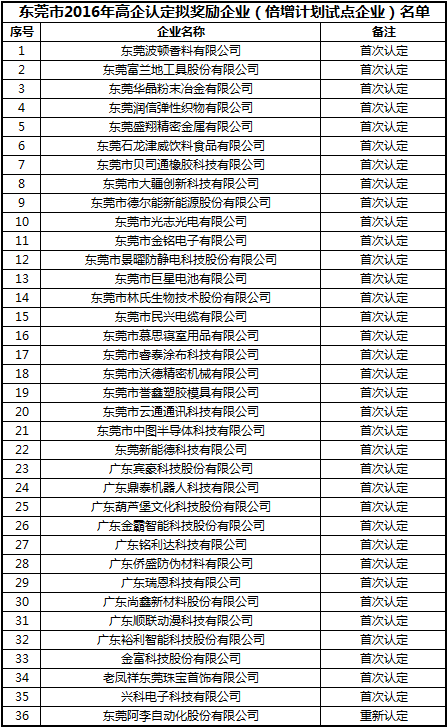 东莞市2016年高企认定拟奖励企业（倍增计划试点企业）名单
序号 企业名称 备注
1 东莞波顿香料有限公司 首次认定
2 东莞富兰地工具股份有限公司 首次认定
3 东莞华晶粉末冶金有限公司 首次认定
4 东莞润信弹性织物有限公司 首次认定
5 东莞盛翔精密金属有限公司 首次认定
6 东莞石龙津威饮料食品有限公司 首次认定
7 东莞市贝司通橡胶科技有限公司 首次认定
8 东莞市大疆创新科技有限公司 首次认定
9 东莞市德尔能新能源股份有限公司 首次认定
10 东莞市光志光电有限公司 首次认定
11 东莞市金铭电子有限公司 首次认定
12 东莞市景曜防静电科技股份有限公司 首次认定
13 东莞市巨星电池有限公司 首次认定
14 东莞市林氏生物技术股份有限公司 首次认定
15 东莞市民兴电缆有限公司 首次认定
16 东莞市慕思寝室用品有限公司 首次认定
17 东莞市睿泰涂布科技有限公司 首次认定
18 东莞市沃德精密机械有限公司 首次认定
19 东莞市誉鑫塑胶模具有限公司 首次认定
20 东莞市云通通讯科技有限公司 首次认定
21 东莞市中图半导体科技有限公司 首次认定
22 东莞新能德科技有限公司 首次认定
23 广东宾豪科技股份有限公司 首次认定
24 广东鼎泰机器人科技有限公司 首次认定
25 广东葫芦堡文化科技股份有限公司 首次认定
26 广东金霸智能科技股份有限公司 首次认定
27 广东铭利达科技有限公司 首次认定
28 广东侨盛防伪材料有限公司 首次认定
29 广东瑞恩科技有限公司 首次认定
30 广东尚鑫新材料股份有限公司 首次认定
31 广东顺联动漫科技有限公司 首次认定
32 广东裕利智能科技股份有限公司 首次认定
33 金富科技股份有限公司 首次认定
34 老凤祥东莞珠宝首饰有限公司 首次认定
35 兴科电子科技有限公司 首次认定
36 东莞阿李自动化股份有限公司 重新认定